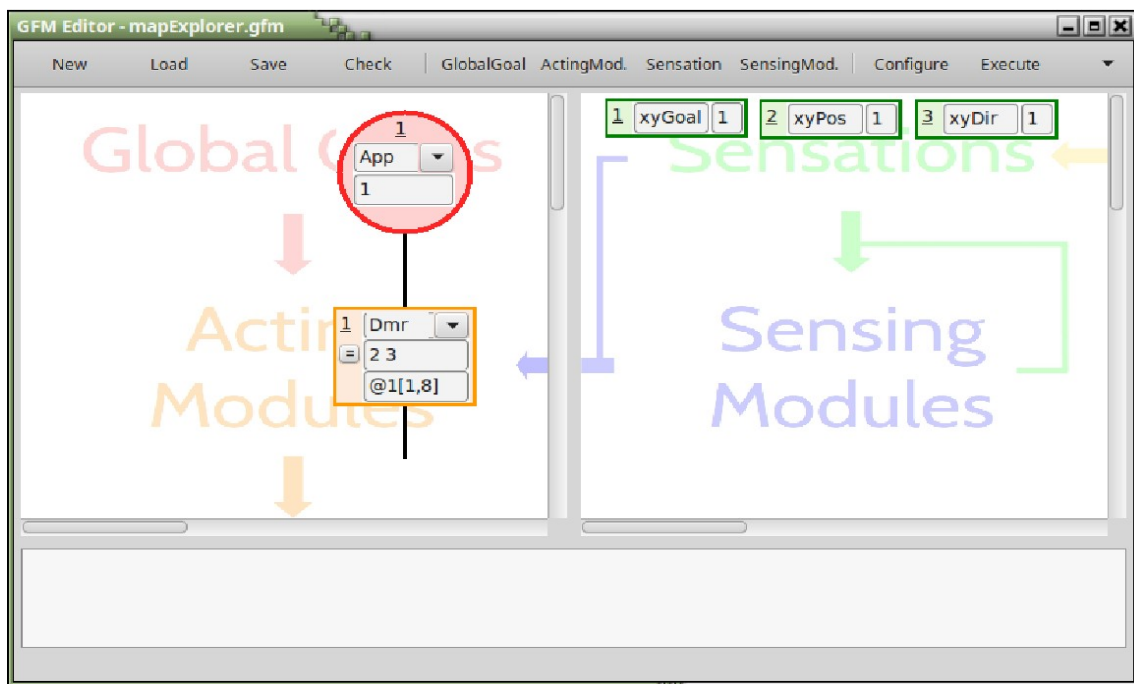 GFM Editor - mapExplorer.gfm
New Load Save Check GlobalGoal ActingMod. Sensation SensingMod. Configure Execute
Global
1
App
1
1 Dmr
= 2 3
@1[1,8]
Acting
Modules
1 xyGoal 1
2 xyPos 1
3 xyDir 1
Sensations
Sensing
Modules